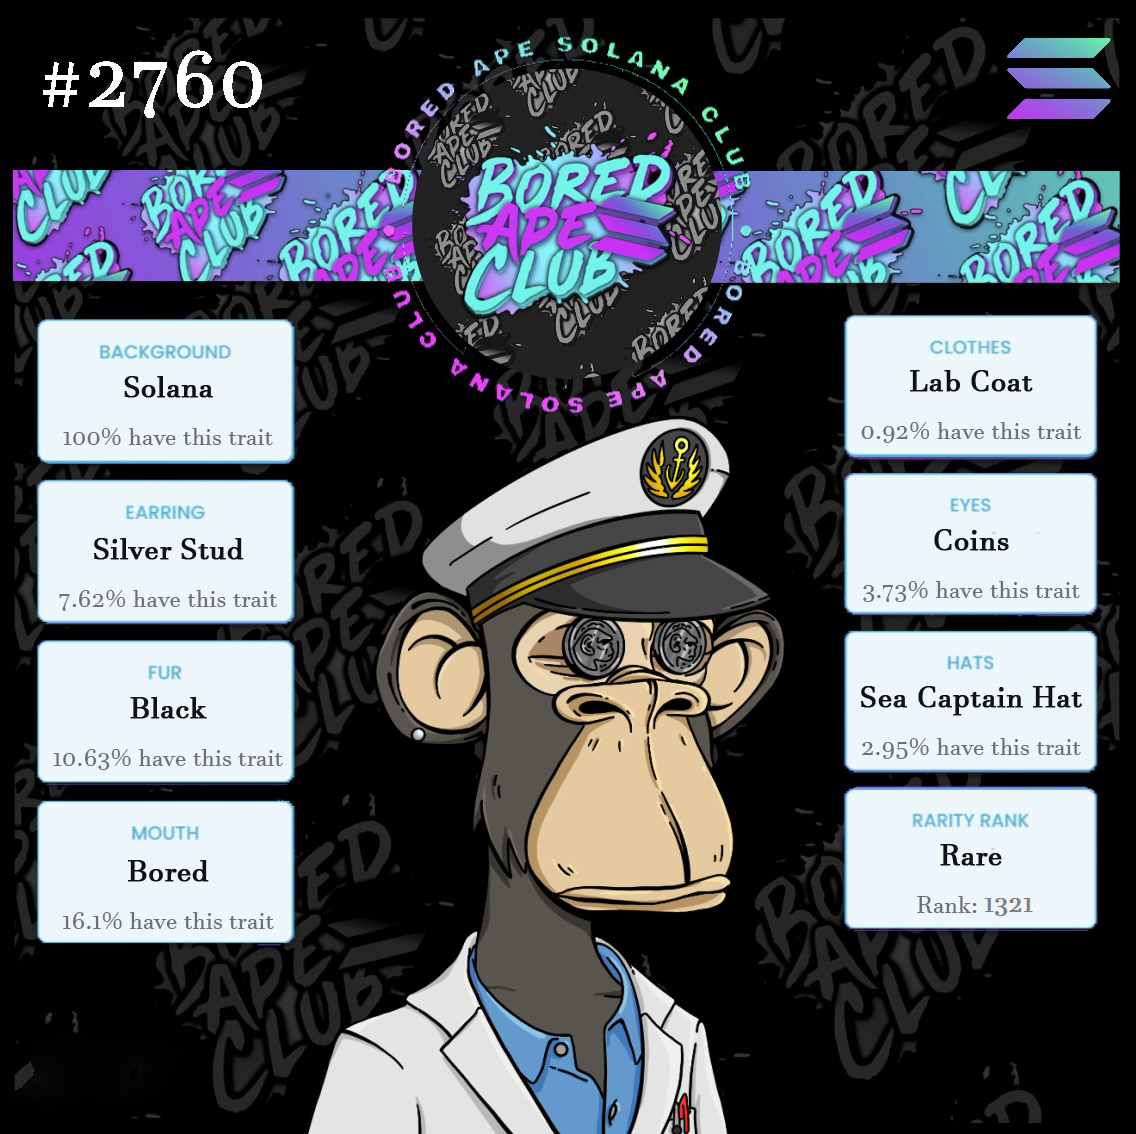 #2760
BORED APE SOLANA CLUB
BORED
APE
CLUB
BORED APE SOLANA CLUB
BACKGROUND
Solana
100% have this trait
EARRING
Silver Stud
7.62% have this trait
FUR
Black
10.63% have this trait
MOUTH
Bored
16.1% have this trait
CLOTHES
Lab Coat
0.92% have this trait
EYES
Coins
3.73% have this trait
HATS
Sea Captain Hat
2.95% have this trait
RARITY RANK
Rare
Rank: 1321